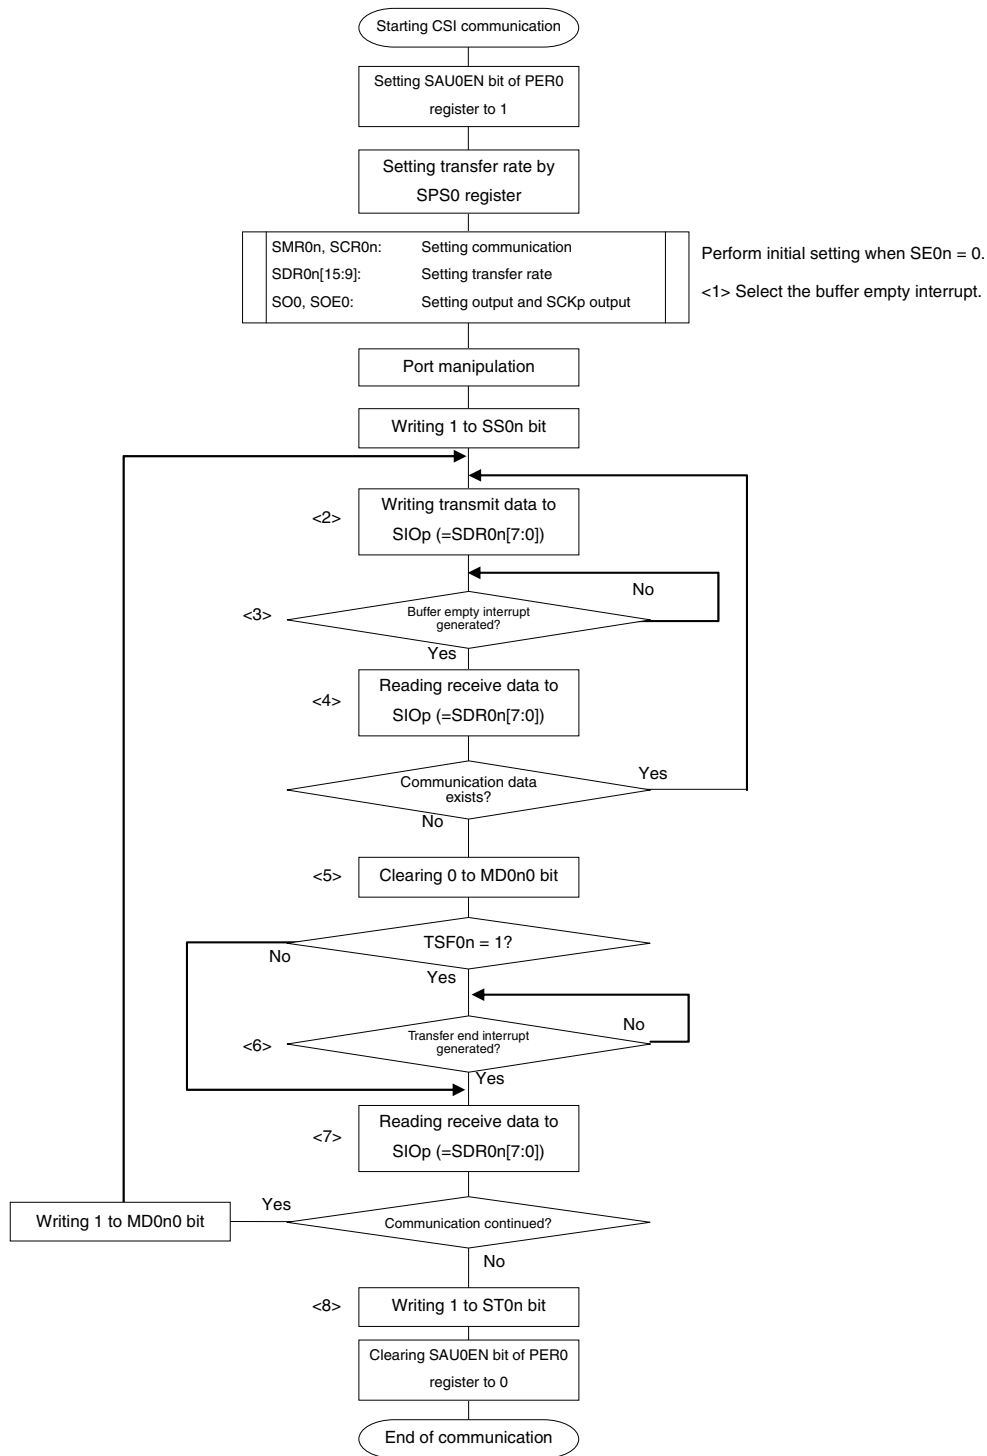 Starting CSI communication
Setting SAU0EN bit of PER0
register to 1
Setting transfer rate by
SPS0 register
SMR0n, SCR0n: Setting communication
SDR0n[15:9]: Setting transfer rate
SO0, SOE0: Setting output and SCKp output
Perform initial setting when SE0n = 0.
<1> Select the buffer empty interrupt.
Port manipulation
Writing 1 to SS0n bit
<2>
Writing transmit data to
SIOp (=SDR0n[7:0])
No
<3>
Buffer empty interrupt
generated?
Yes
<4>
Reading receive data to
SIOp (=SDR0n[7:0])
Communication data
exists?
Yes
No
<5>
Clearing 0 to MD0n0 bit
TSF0n = 1?
No
Yes
<6>
Transfer end interrupt
generated?
No
Yes
<7>
Reading receive data to
SIOp (=SDR0n[7:0])
Writing 1 to MD0n0 bit
Yes
Communication continued?
No
<8>
Writing 1 to ST0n bit
Clearing SAU0EN bit of PER0
register to 0
End of communication